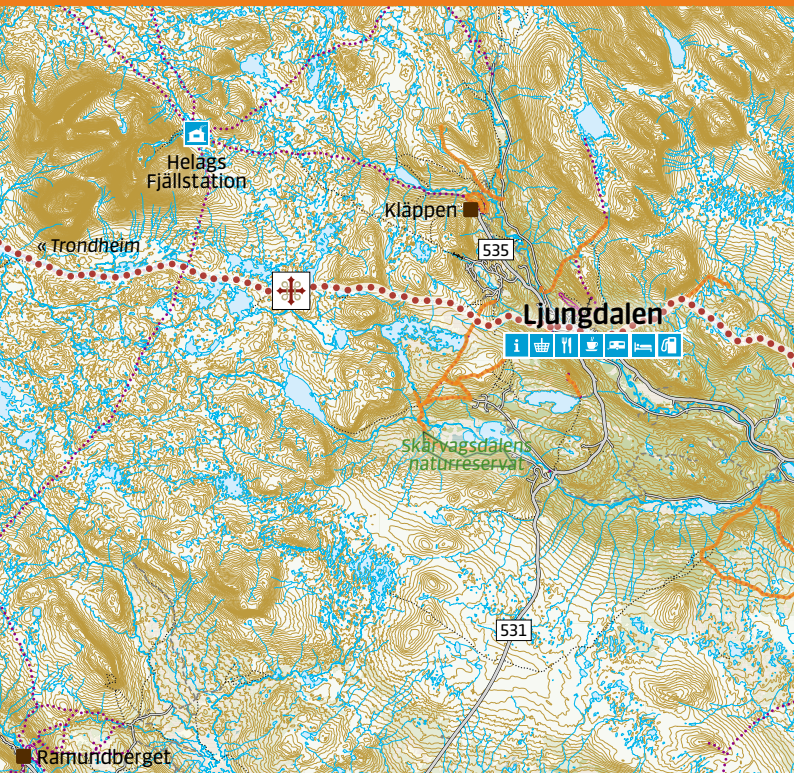 Helags
Fjällstation
Kläppen
« Trondheim
535
Ljungdalen
i
Skärvagsdalens
naturreservat
531
Ramundberget